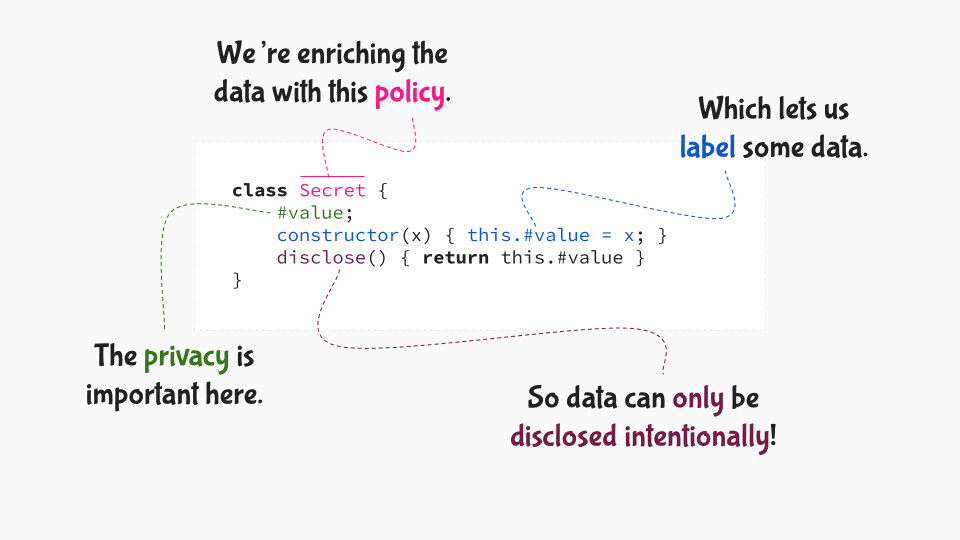 We're enriching the
data with this policy.
Which lets us
label some data.
class Secret {
    #value;
    constructor(x) { this.#value = x; }
    disclose() { return this.#value }
}
The privacy is
important here.
So data can only be
disclosed intentionally!